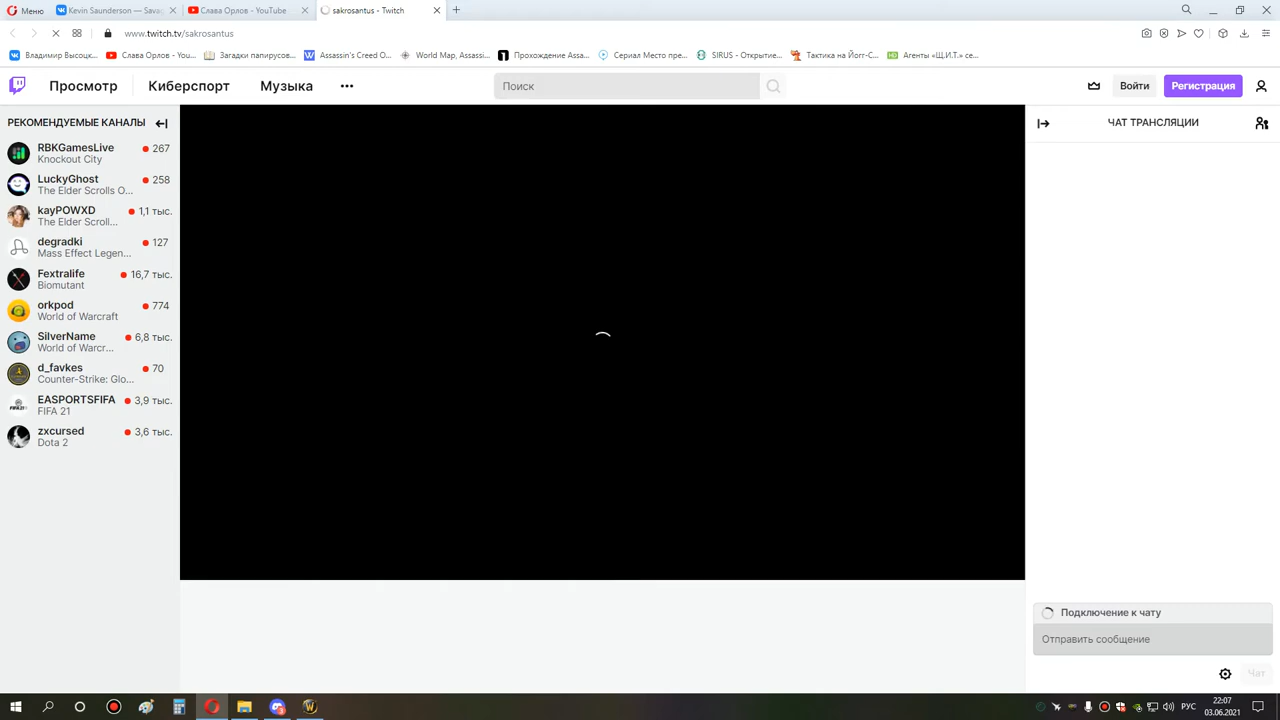 Меню
Kevin Saunderson — Sava
Слава Орлов - YouTube
sakrosantus - Twitch
www.twitch.tv/sakrosantus
Владимир Высоцк...
Слава Орлов - You...
Загадки папирусов...
Assassin's Creed O...
World Map, Assassi...
Прохождение Assa...
Сериал Место пре...
SIRUS - Открытие...
Тактика на Йогг-С...
Агенты «Щ.И.Т.» се...
Просмотр
Киберспорт
Музыка
Поиск
Войти
Регистрация
РЕКОМЕНДУЕМЫЕ КАНАЛЫ
ЧАТ ТРАНСЛЯЦИИ
RBKGamesLive 267
Knockout City
LuckyGhost 258
The Elder Scrolls O...
kayPOWXD 1,1 тыс.
The Elder Scroll...
degradki 127
Mass Effect Legen...
Fextralife 16,7 тыс.
Biomutant
orkpod 774
World of Warcraft
SilverName 6,8 тыс.
World of Warcr...
d_favkes 70
Counter-Strike: Glo...
EASPORTSFIFA 3,9 тыс.
FIFA 21
zxcursed 3,6 тыс.
Dota 2
Подключение к чату
Отправить сообщение
Чат
РУС
22:07
03.06.2021